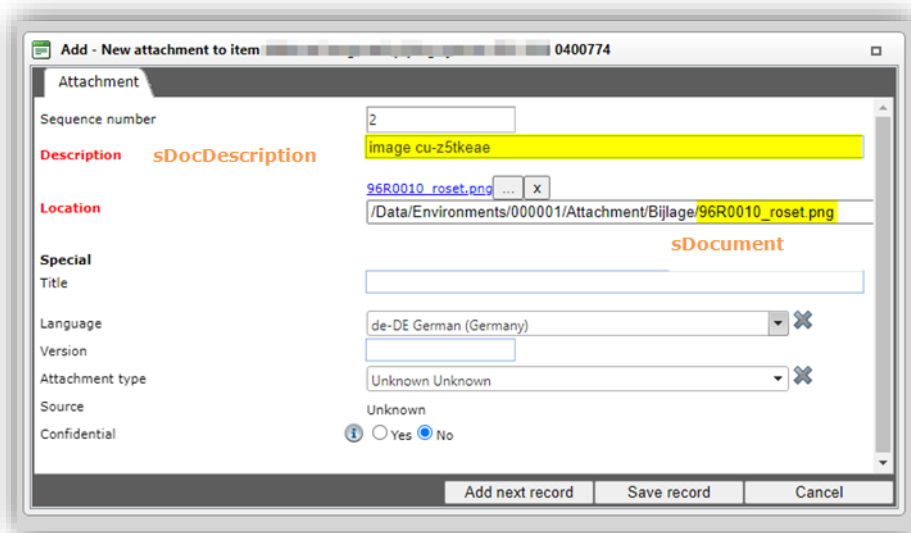 Add - New attachment to item 0400774
Attachment
Sequence number 2
Description sDocDescription image cu-z5tkeae
96R0010_roset.png ... x
Location /Data/Environments/000001/Attachment/Bijlage/96R0010_roset.png
sDocument
Special
Title
Language de-DE German (Germany)
Version
Attachment type Unknown Unknown
Source Unknown
Confidential i Yes No
Add next record Save record Cancel